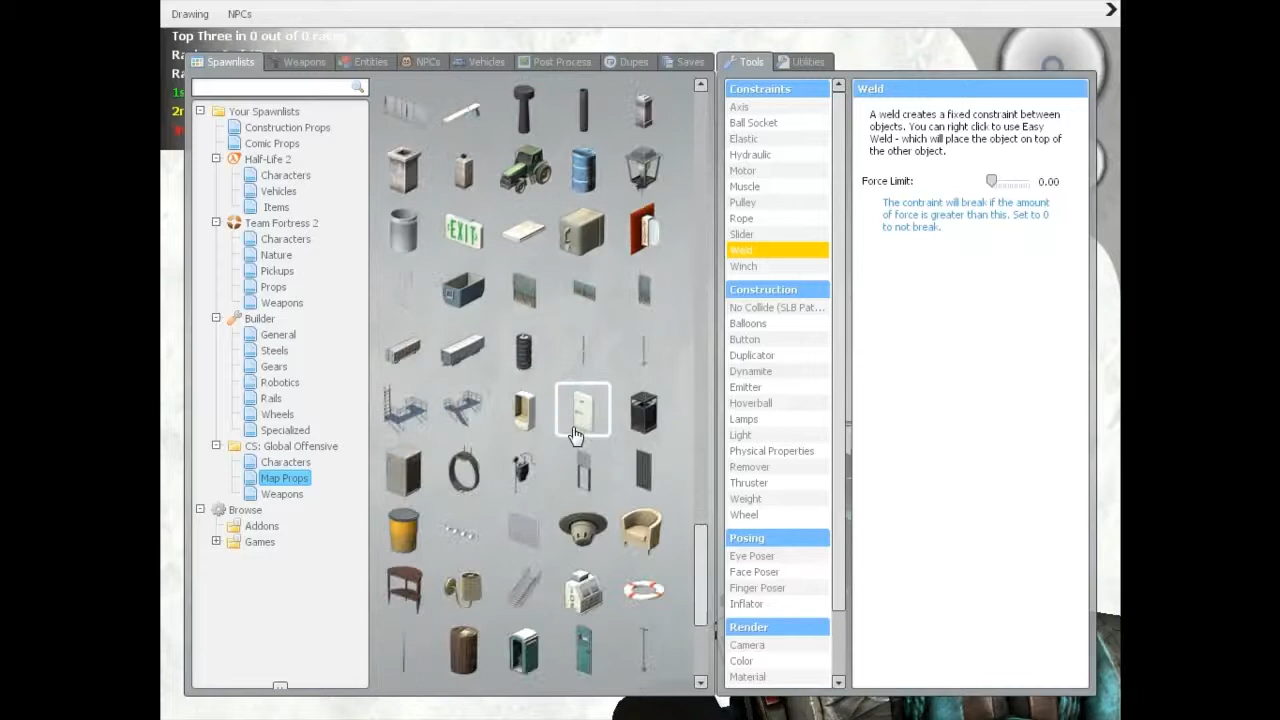 Drawing NPCs
Top Three in 0 out of 0 races
Spawnlists Weapons Entities NPCs Vehicles Post Process Dupes Saves
Tools Utilities
Your Spawnlists
Construction Props
Comic Props
Half-Life 2
Characters
Vehicles
Items
Team Fortress 2
Characters
Nature
Pickups
Props
Weapons
Builder
General
Steels
Gears
Robotics
Rails
Wheels
Specialized
CS: Global Offensive
Characters
Map Props
Weapons
Browse
Addons
Games
EXIT
Constraints
Axis
Ball Socket
Elastic
Hydraulic
Motor
Muscle
Pulley
Rope
Slider
Weld
Winch
Construction
No Collide (SLB Pat...
Balloons
Button
Duplicator
Dynamite
Emitter
Hoverball
Lamps
Light
Physical Properties
Remover
Thruster
Weight
Wheel
Posing
Eye Poser
Face Poser
Finger Poser
Inflator
Render
Camera
Color
Material
Weld
A weld creates a fixed constraint between
objects. You can right click to use Easy
Weld - which will place the object on top of
the other object.
Force Limit: 0.00
The contraint will break if the amount
of force is greater than this. Set to 0
to not break.